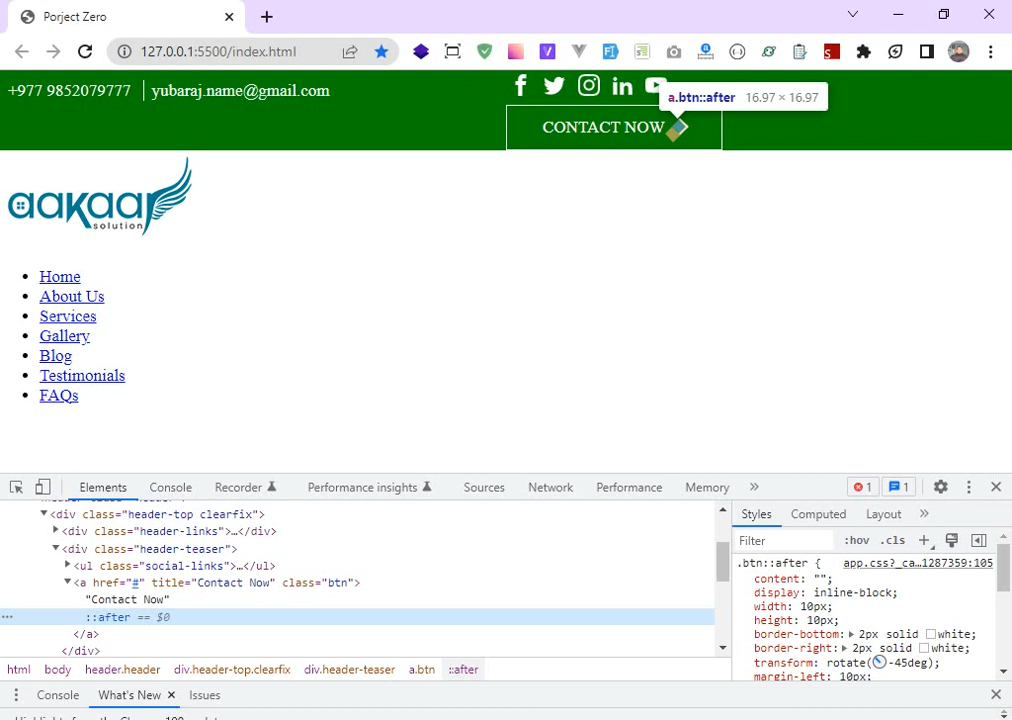 Porject Zero
127.0.0.1:5500/index.html
+977 9852079777
yubaraj.name@gmail.com
a.btn::after 16.97 × 16.97
CONTACT NOW
aakaar
solution
Home
About Us
Services
Gallery
Blog
Testimonials
FAQs
Elements Console Recorder Performance insights Sources Network Performance Memory 1 1
<div class="header-top clearfix">
<div class="header-links">…</div>
<div class="header-teaser">
<ul class="social-links">…</ul>
<a href="#" title="Contact Now" class="btn">
"Contact Now"
::after == $0
</a>
</div>
html body header.header div.header-top.clearfix div.header-teaser a.btn ::after
Styles Computed Layout
Filter :hov .cls
.btn::after { app.css?_ca…1287359:105
content: "";
display: inline-block;
width: 10px;
height: 10px;
border-bottom: 2px solid white;
border-right: 2px solid white;
transform: rotate(-45deg);
margin-left: 10px;
Console What's New Issues